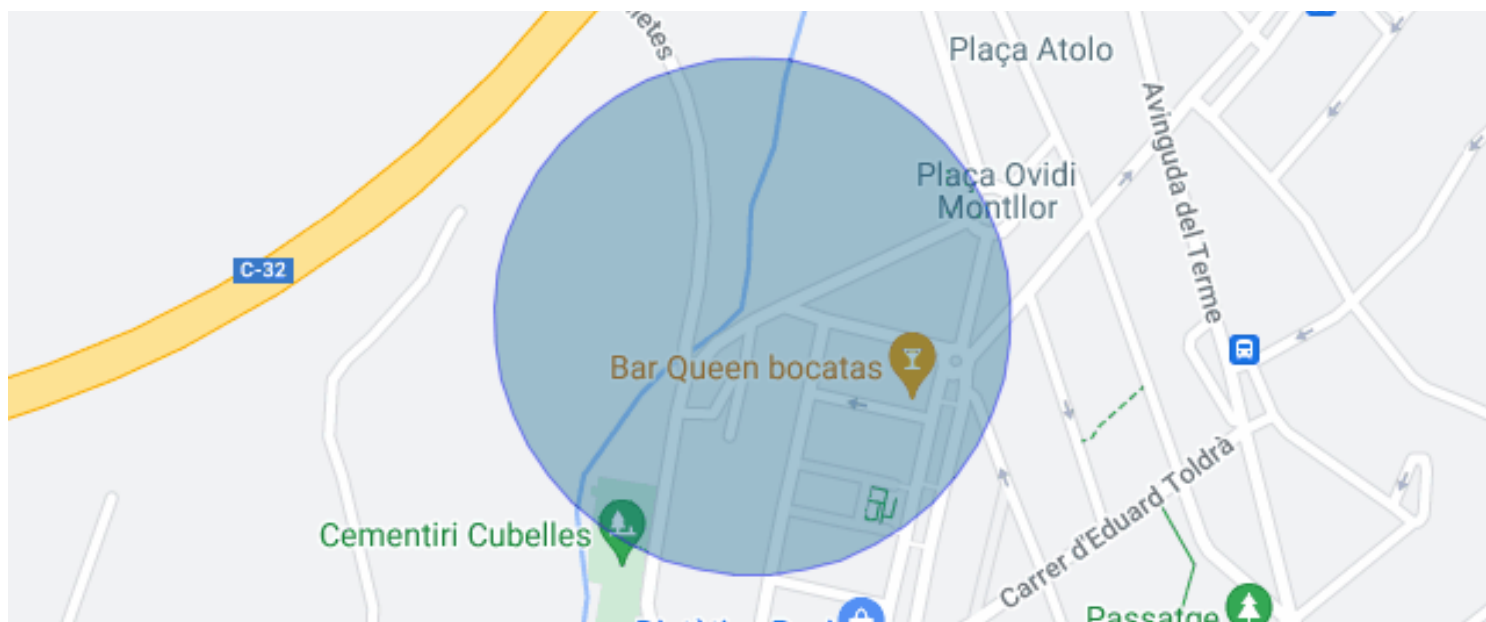 Plaça Atolo
Avinguda del Terme
Plaça Ovidi
Montllor
C-32
Bar Queen bocatas
Carrer d'Eduard Toldrà
Cementiri Cubelles
Passatge